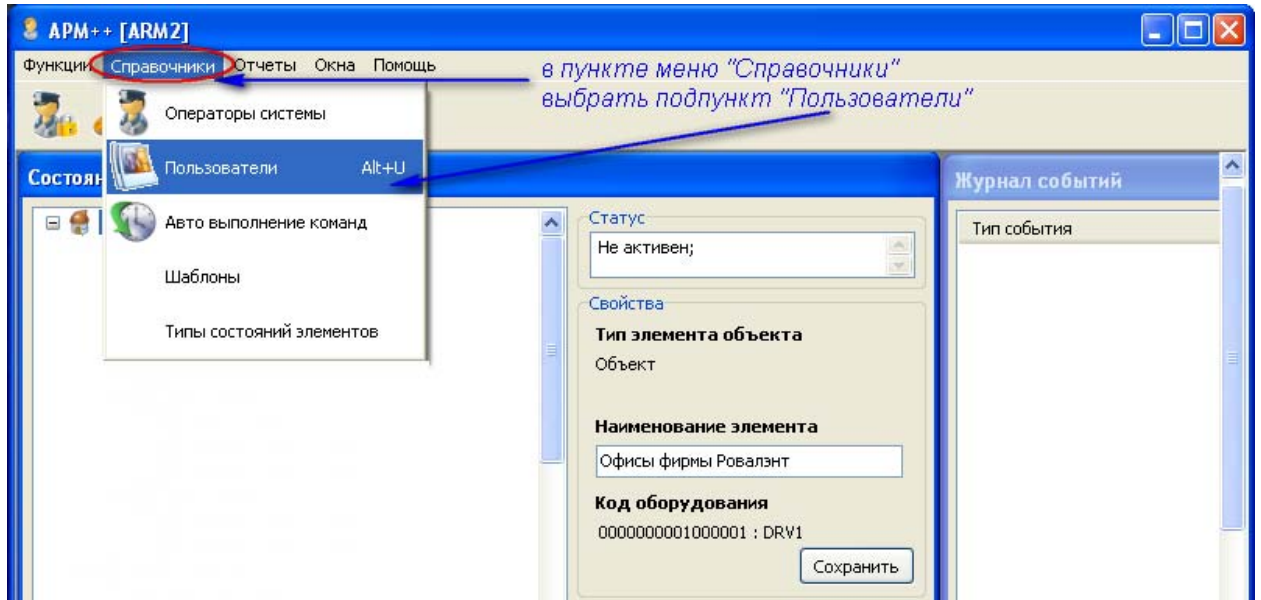 АРМ++ [ARM2]
Функции Справочники Отчеты Окна Помощь
в пункте меню "Справочники"
выбрать подпункт "Пользователи"
Операторы системы
Пользователи Alt+U
Авто выполнение команд
Шаблоны
Типы состояний элементов
Состоян
Статус
Не активен;
Свойства
Тип элемента объекта
Объект
Наименование элемента
Офисы фирмы Ровалэнт
Код оборудования
0000000001000001 : DRV1
Сохранить
Журнал событий
Тип события